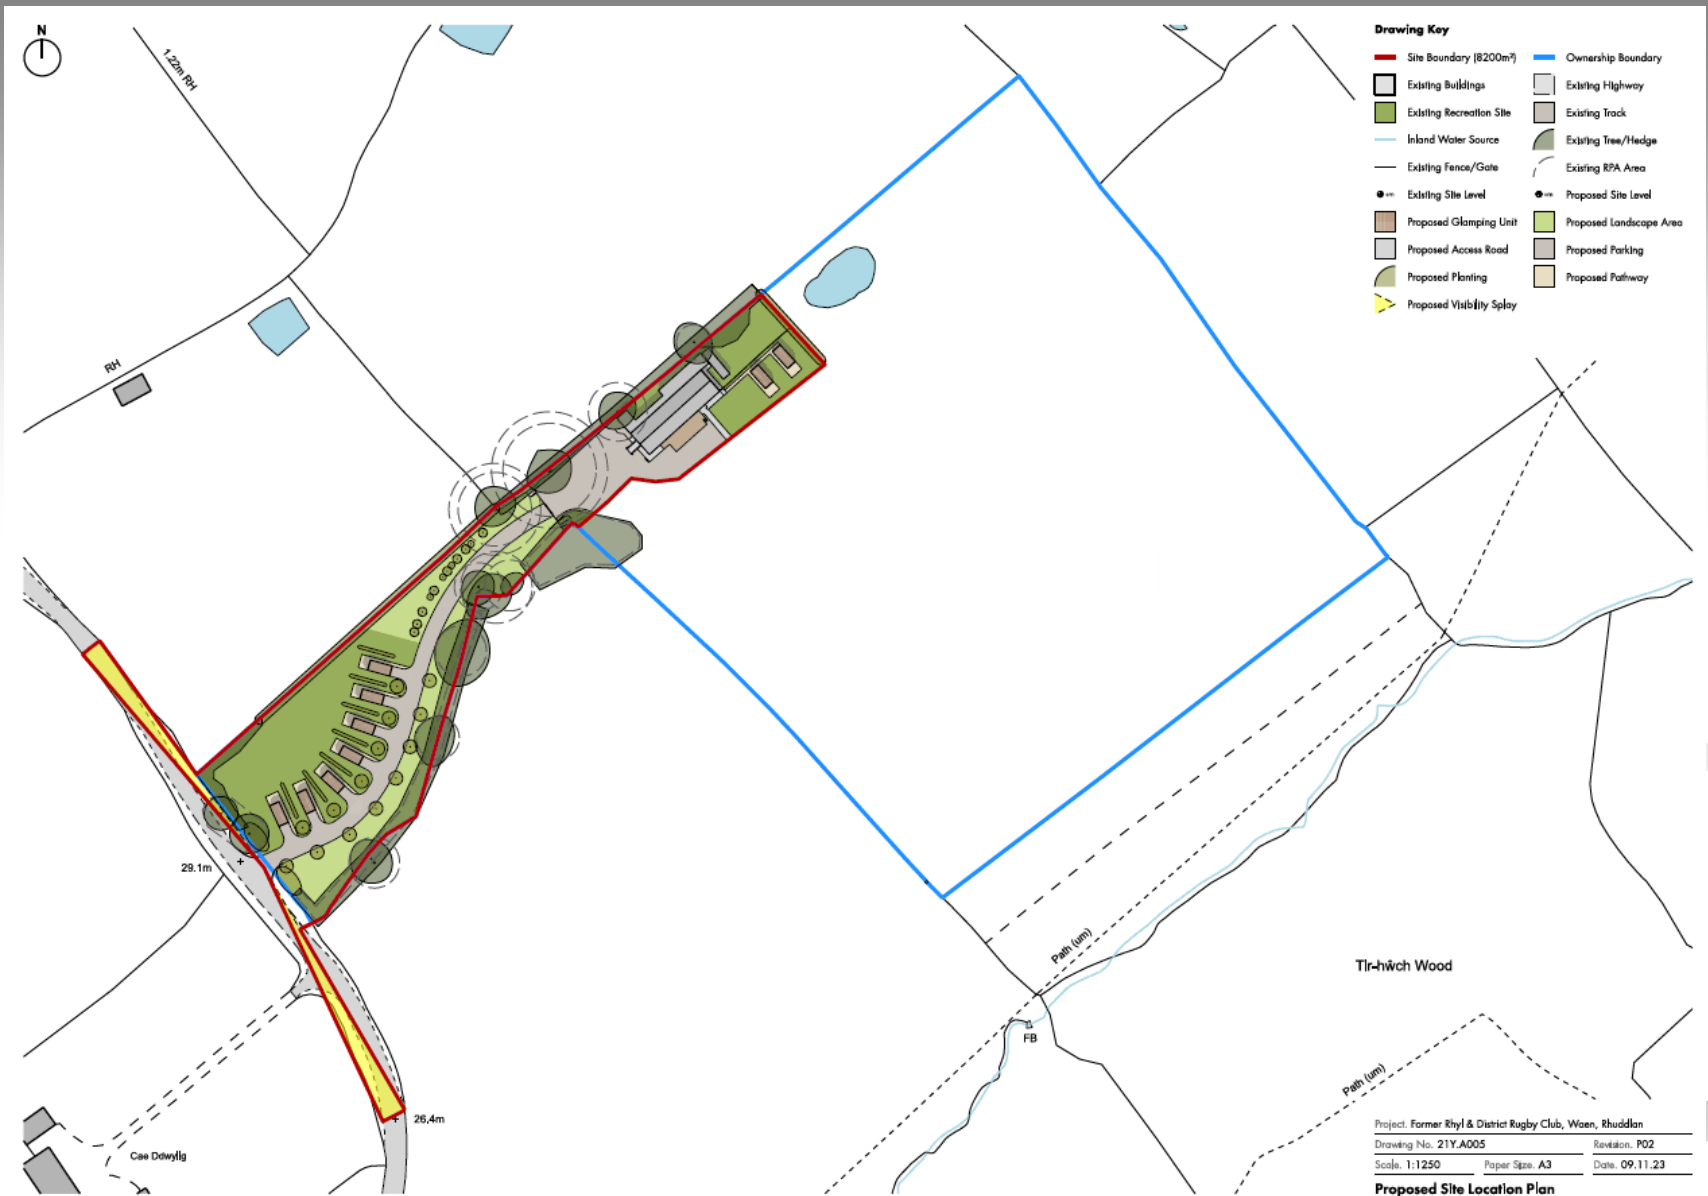 N
1.22m RH
RH
29.1m
26.4m
Cae Ddwyllg
Path (um)
FB
Tir-hŵch Wood
Path (um)
Drawing Key
Site Boundary (8200m²)
Ownership Boundary
Existing Buildings
Existing Highway
Existing Recreation Site
Existing Track
Inland Water Source
Existing Tree/Hedge
Existing Fence/Gate
Existing RPA Area
Existing Site Level
Proposed Site Level
Proposed Glamping Unit
Proposed Landscape Area
Proposed Access Road
Proposed Parking
Proposed Planting
Proposed Pathway
Proposed Visibility Splay
Project. Former Rhyl & District Rugby Club, Waen, Rhuddlan
Drawing No. 21Y.A005 Revision. P02
Scale. 1:1250 Paper Size. A3 Date. 09.11.23
Proposed Site Location Plan